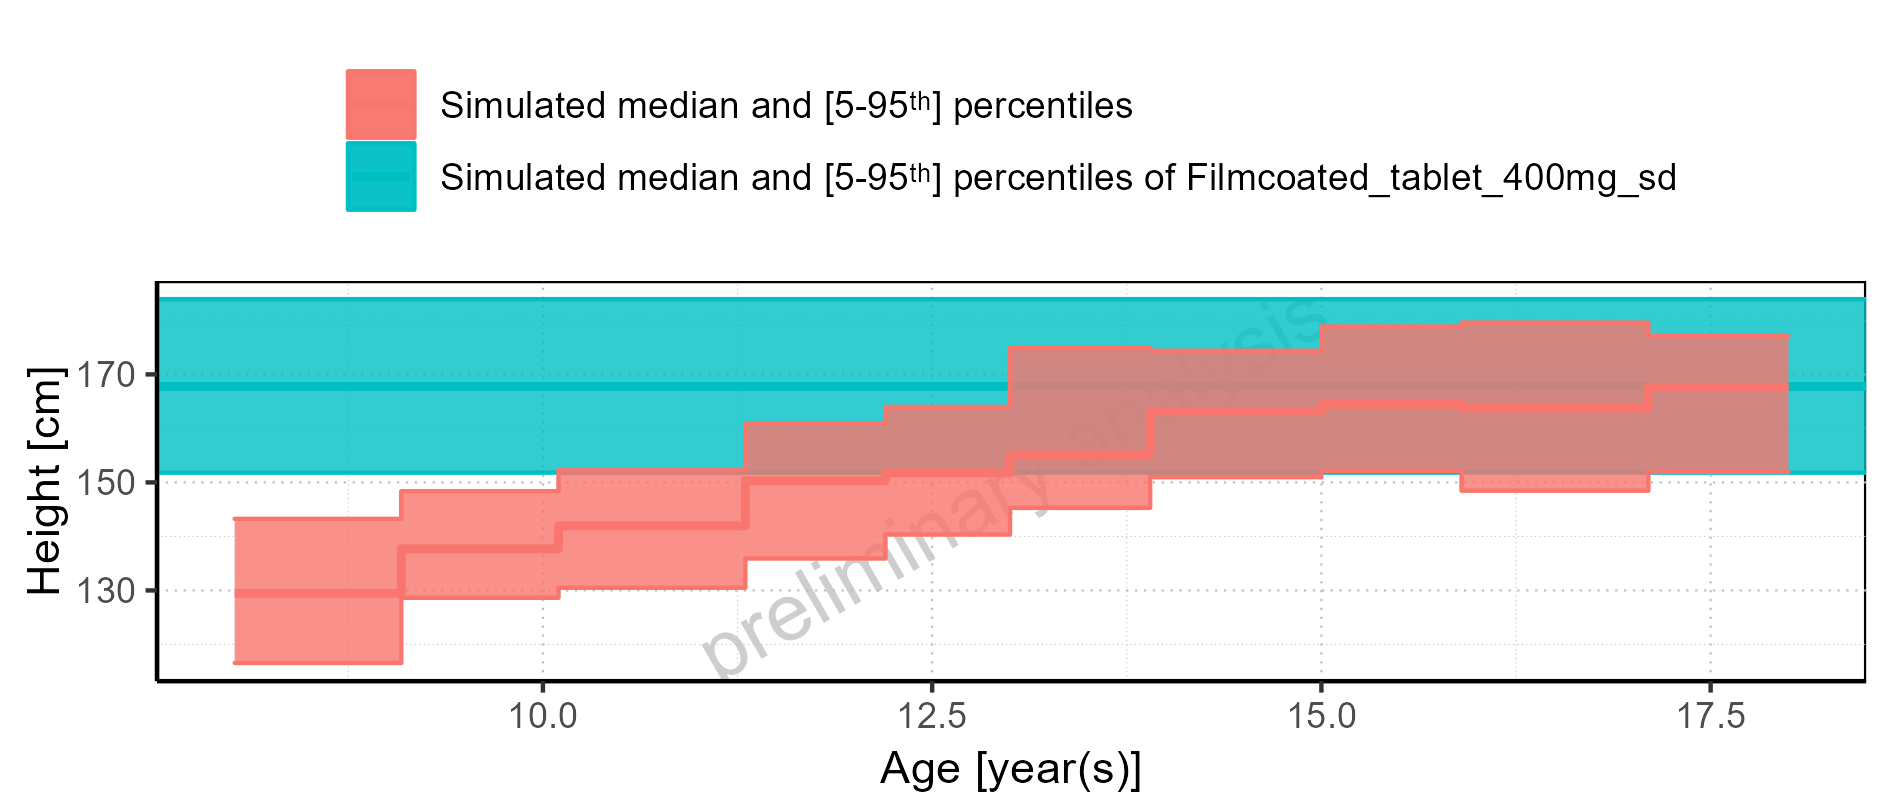 Simulated median and [5-95th] percentiles
Simulated median and [5-95th] percentiles of Filmcoated_tablet_400mg_sd
170
150
130
Height [cm]
preliminary analysis
10.0 12.5 15.0 17.5
Age [year(s)]